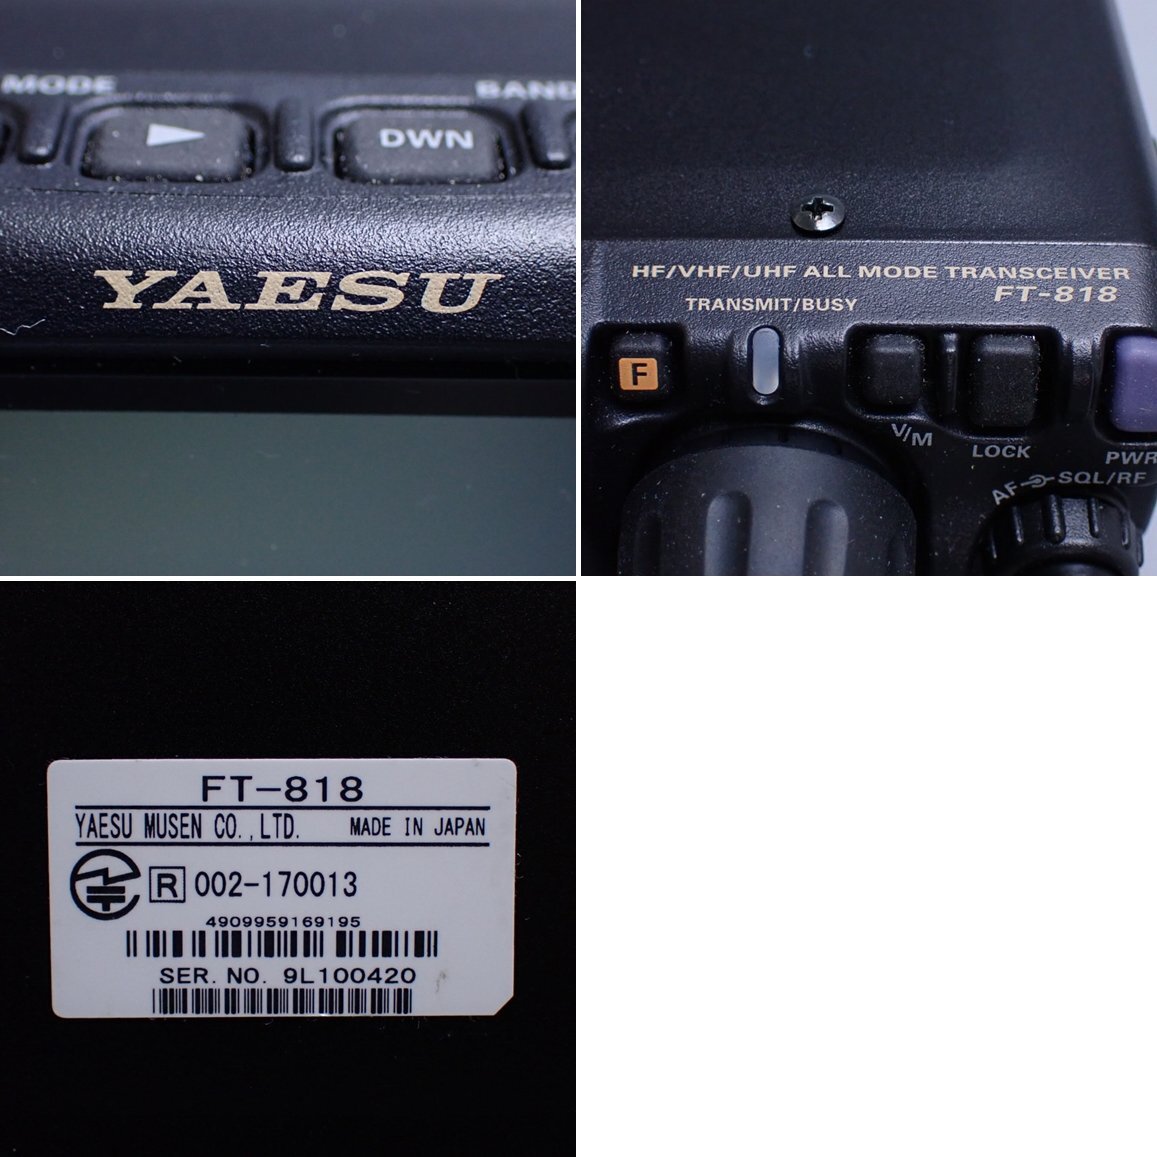 MODE BAND
DWN
YAESU
HF/VHF/UHF ALL MODE TRANSCEIVER
FT-818
TRANSMIT/BUSY
F
V/M
LOCK
PWR
AF SQL/RF
FT-818
YAESU MUSEN CO.,LTD. MADE IN JAPAN
R 002-170013
4909959169195
SER. NO. 9L100420